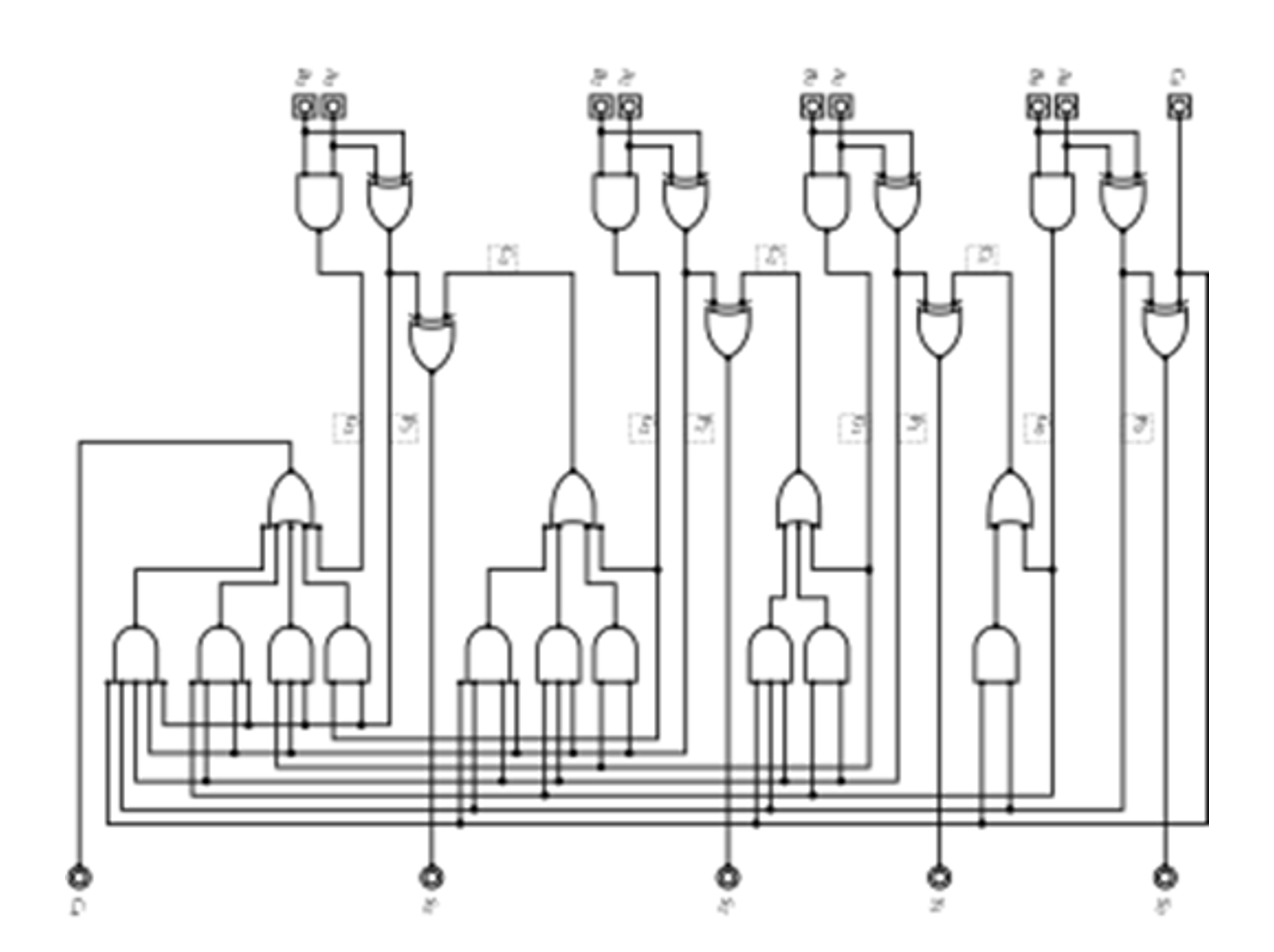 B₃ A₃ B₂ A₂ B₁ A₁ B₀ A₀ C₀
C₃ C₂ C₁
G₃ P₃ G₂ P₂ G₁ P₁ G₀ P₀
C₄ S₃ S₂ S₁ S₀